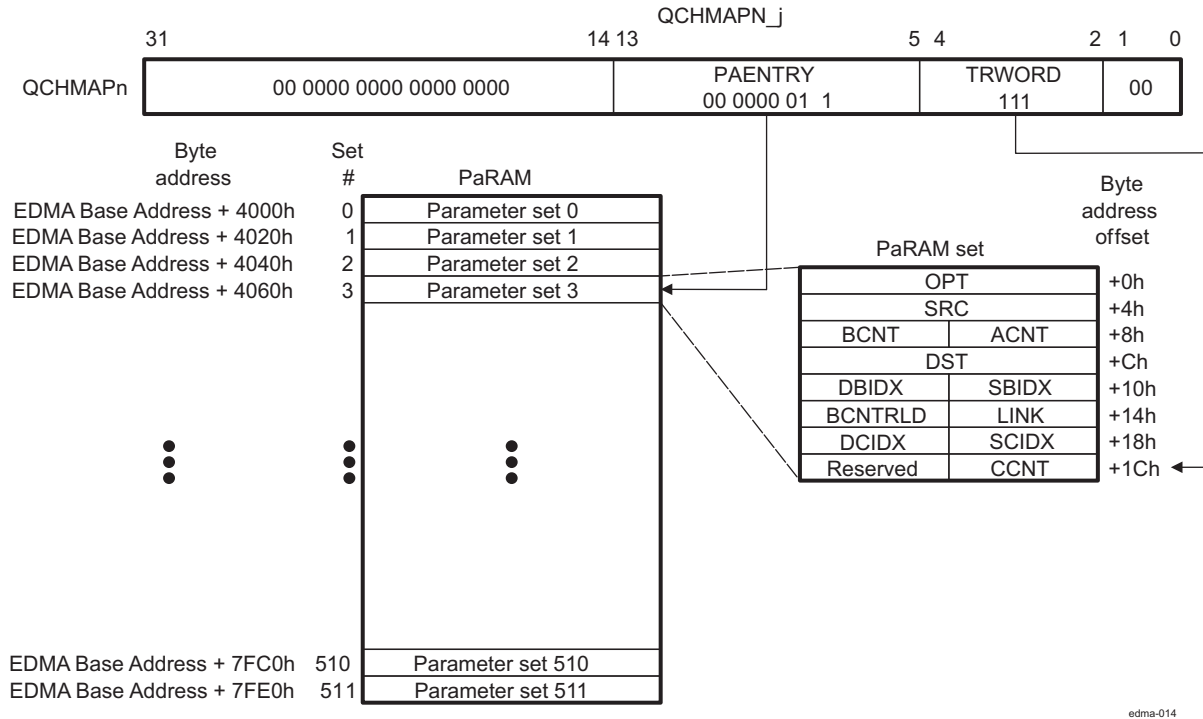 QCHMAPN_j
31 14 13 5 4 2 1 0
QCHMAPn
00 0000 0000 0000 0000
PAENTRY
00 0000 01 1
TRWORD
111
00
Byte
address
Set
#
PaRAM
EDMA Base Address + 4000h 0 Parameter set 0
EDMA Base Address + 4020h 1 Parameter set 1
EDMA Base Address + 4040h 2 Parameter set 2
EDMA Base Address + 4060h 3 Parameter set 3
EDMA Base Address + 7FC0h 510 Parameter set 510
EDMA Base Address + 7FE0h 511 Parameter set 511
Byte
address
offset
PaRAM set
OPT +0h
SRC +4h
BCNT ACNT +8h
DST +Ch
DBIDX SBIDX +10h
BCNTRLD LINK +14h
DCIDX SCIDX +18h
Reserved CCNT +1Ch
edma-014